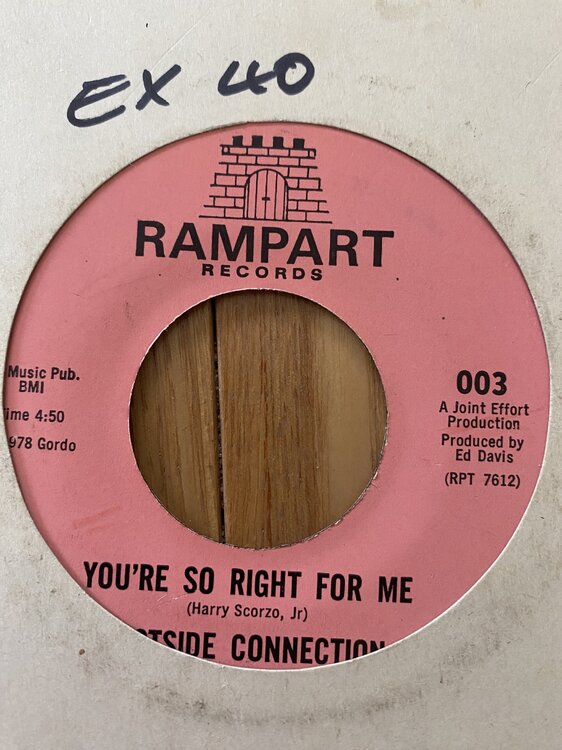 EX 40
RAMPART
RECORDS
Music Pub.
BMI
ime 4:50
978 Gordo
003
A Joint Effort
Production
Produced by
Ed Davis
(RPT 7612)
YOU'RE SO RIGHT FOR ME
(Harry Scorzo, Jr)
STSIDE CONNECTION